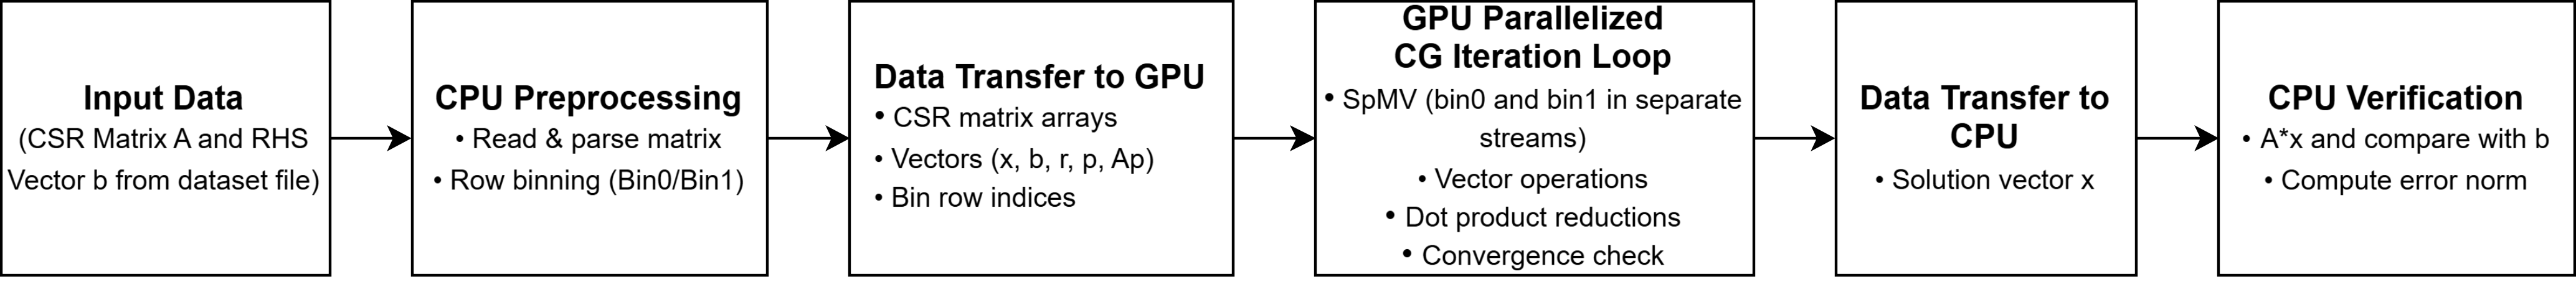 Input Data
(CSR Matrix A and RHS
Vector b from dataset file)
CPU Preprocessing
• Read & parse matrix
• Row binning (Bin0/Bin1)
Data Transfer to GPU
• CSR matrix arrays
• Vectors (x, b, r, p, Ap)
• Bin row indices
GPU Parallelized
CG Iteration Loop
• SpMV (bin0 and bin1 in separate
streams)
• Vector operations
• Dot product reductions
• Convergence check
Data Transfer to
CPU
• Solution vector x
CPU Verification
• A*x and compare with b
• Compute error norm